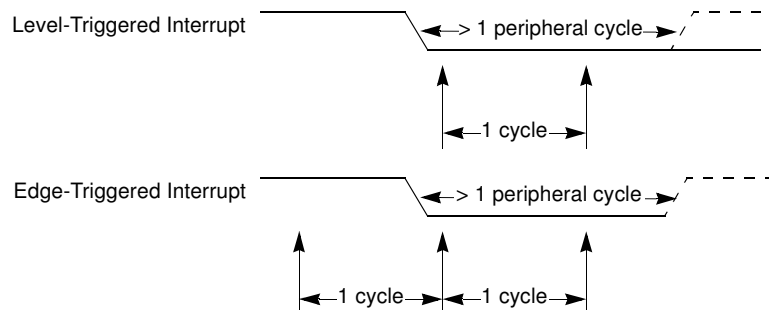 Level-Triggered Interrupt
> 1 peripheral cycle
1 cycle
Edge-Triggered Interrupt
> 1 peripheral cycle
1 cycle
1 cycle